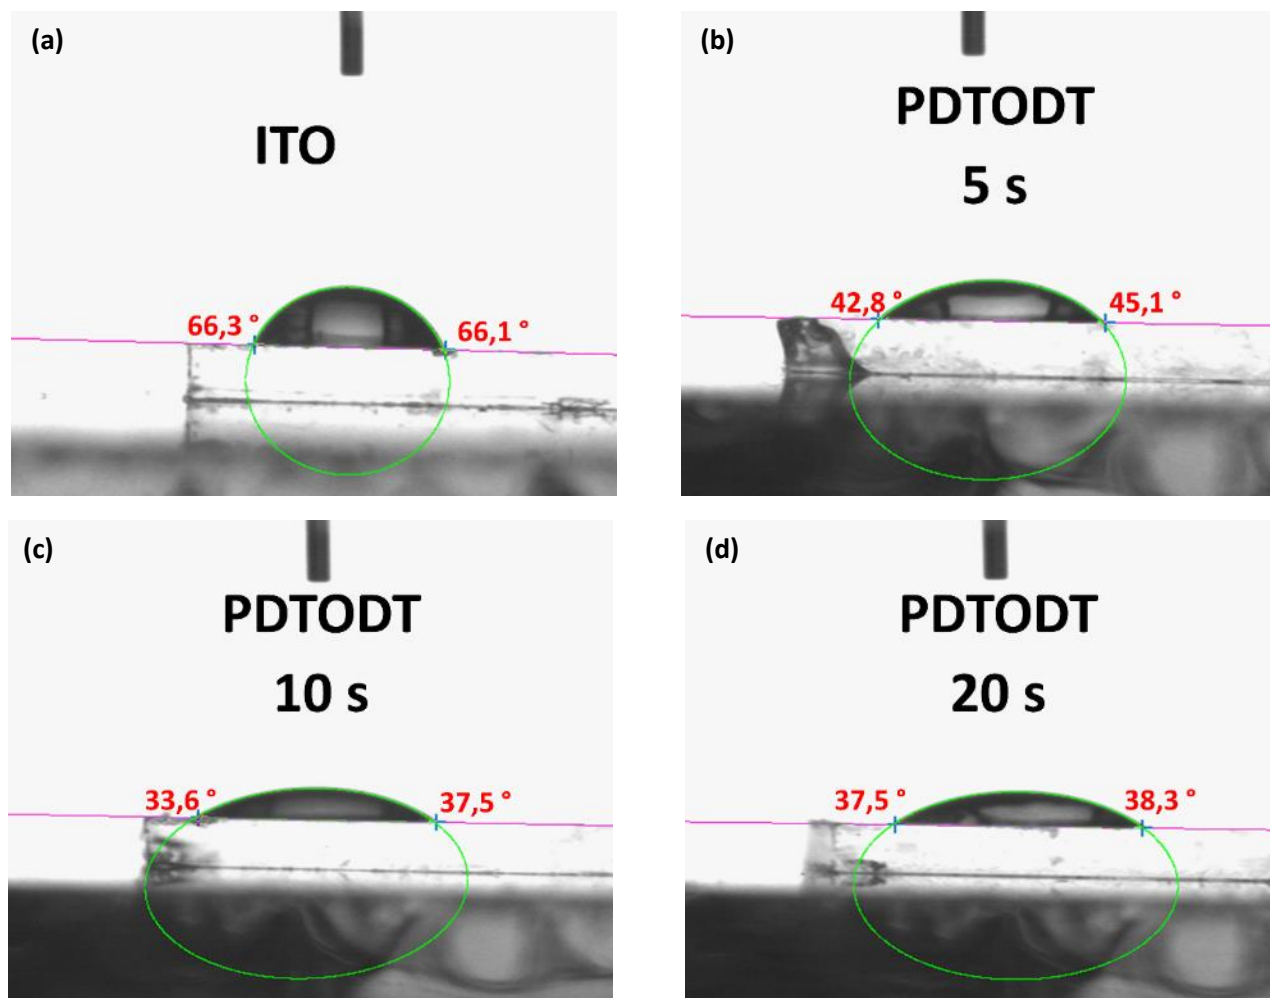 (a)
ITO
66,3 °
66,1 °
(b)
PDTODT
5 s
42,8 °
45,1 °
(c)
PDTODT
10 s
33,6 °
37,5 °
(d)
PDTODT
20 s
37,5 °
38,3 °